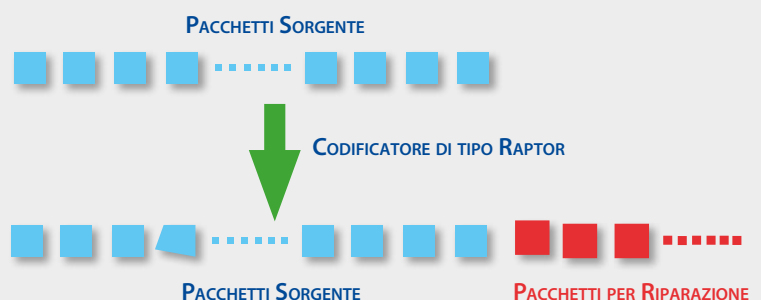 Pacchetti Sorgente
Codificatore di tipo Raptor
Pacchetti Sorgente
Pacchetti per Riparazione